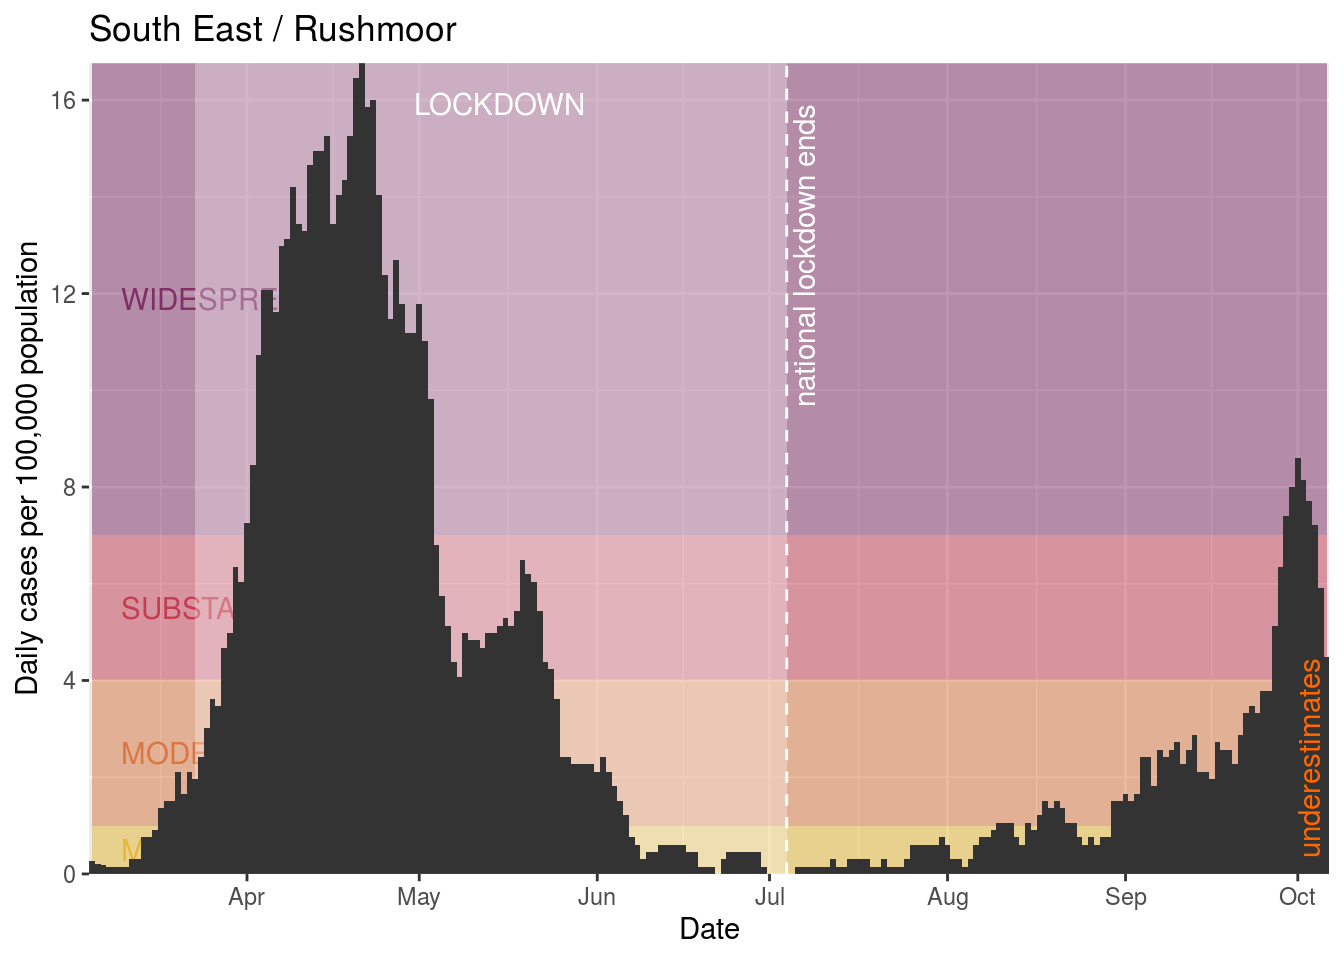 South East / Rushmoor
Daily cases per 100,000 population
16
12
8
4
0
LOCKDOWN
national lockdown ends
WIDESPRE
SUBSTA
MODE
M
underestimates
Apr
May
Jun
Jul
Aug
Sep
Oct
Date